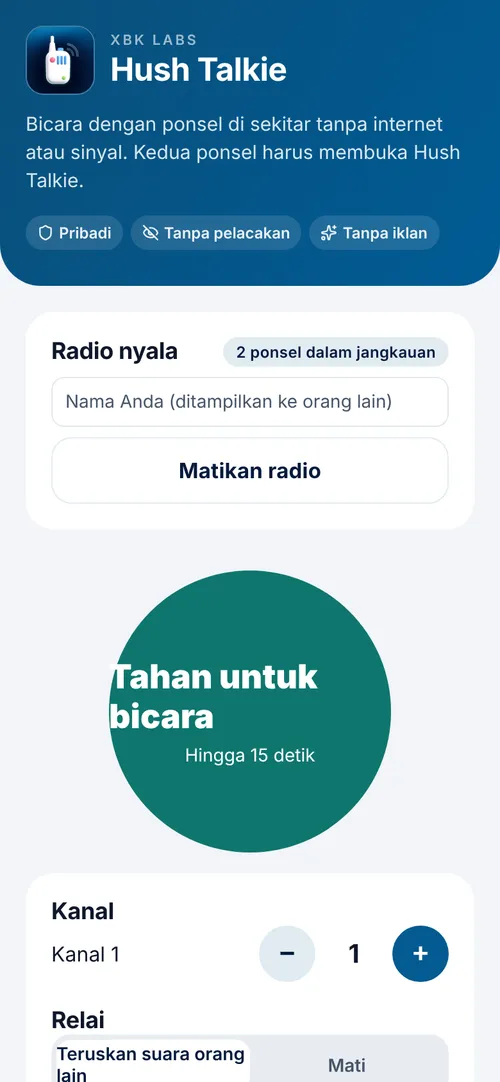 XBK LABS
Hush Talkie
Bicara dengan ponsel di sekitar tanpa internet
atau sinyal. Kedua ponsel harus membuka Hush
Talkie.
Pribadi
Tanpa pelacakan
Tanpa iklan
Radio nyala
2 ponsel dalam jangkauan
Nama Anda (ditampilkan ke orang lain)
Matikan radio
Tahan untuk
bicara
Hingga 15 detik
Kanal
Kanal 1
− 1 +
Relai
Teruskan suara orang
lain
Mati